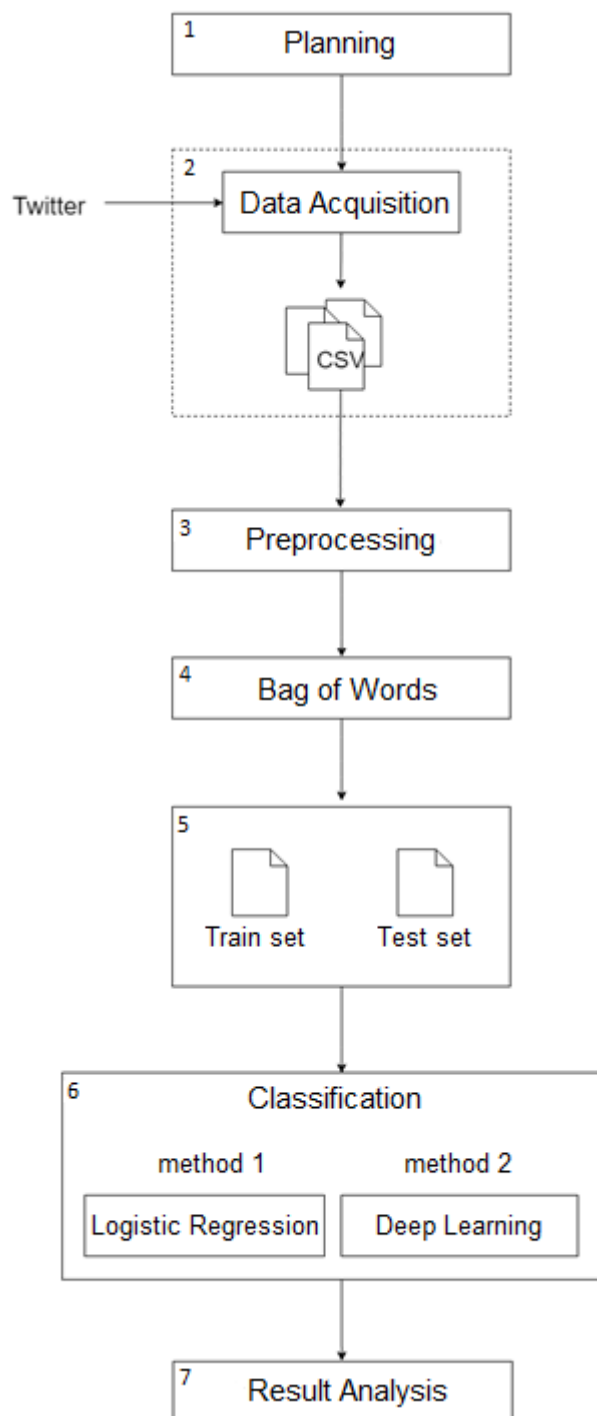 1
Planning
2
Data Acquisition
Twitter
CSV
3
Preprocessing
4
Bag of Words
5
Train set
Test set
6
Classification
method 1
method 2
Logistic Regression
Deep Learning
7
Result Analysis